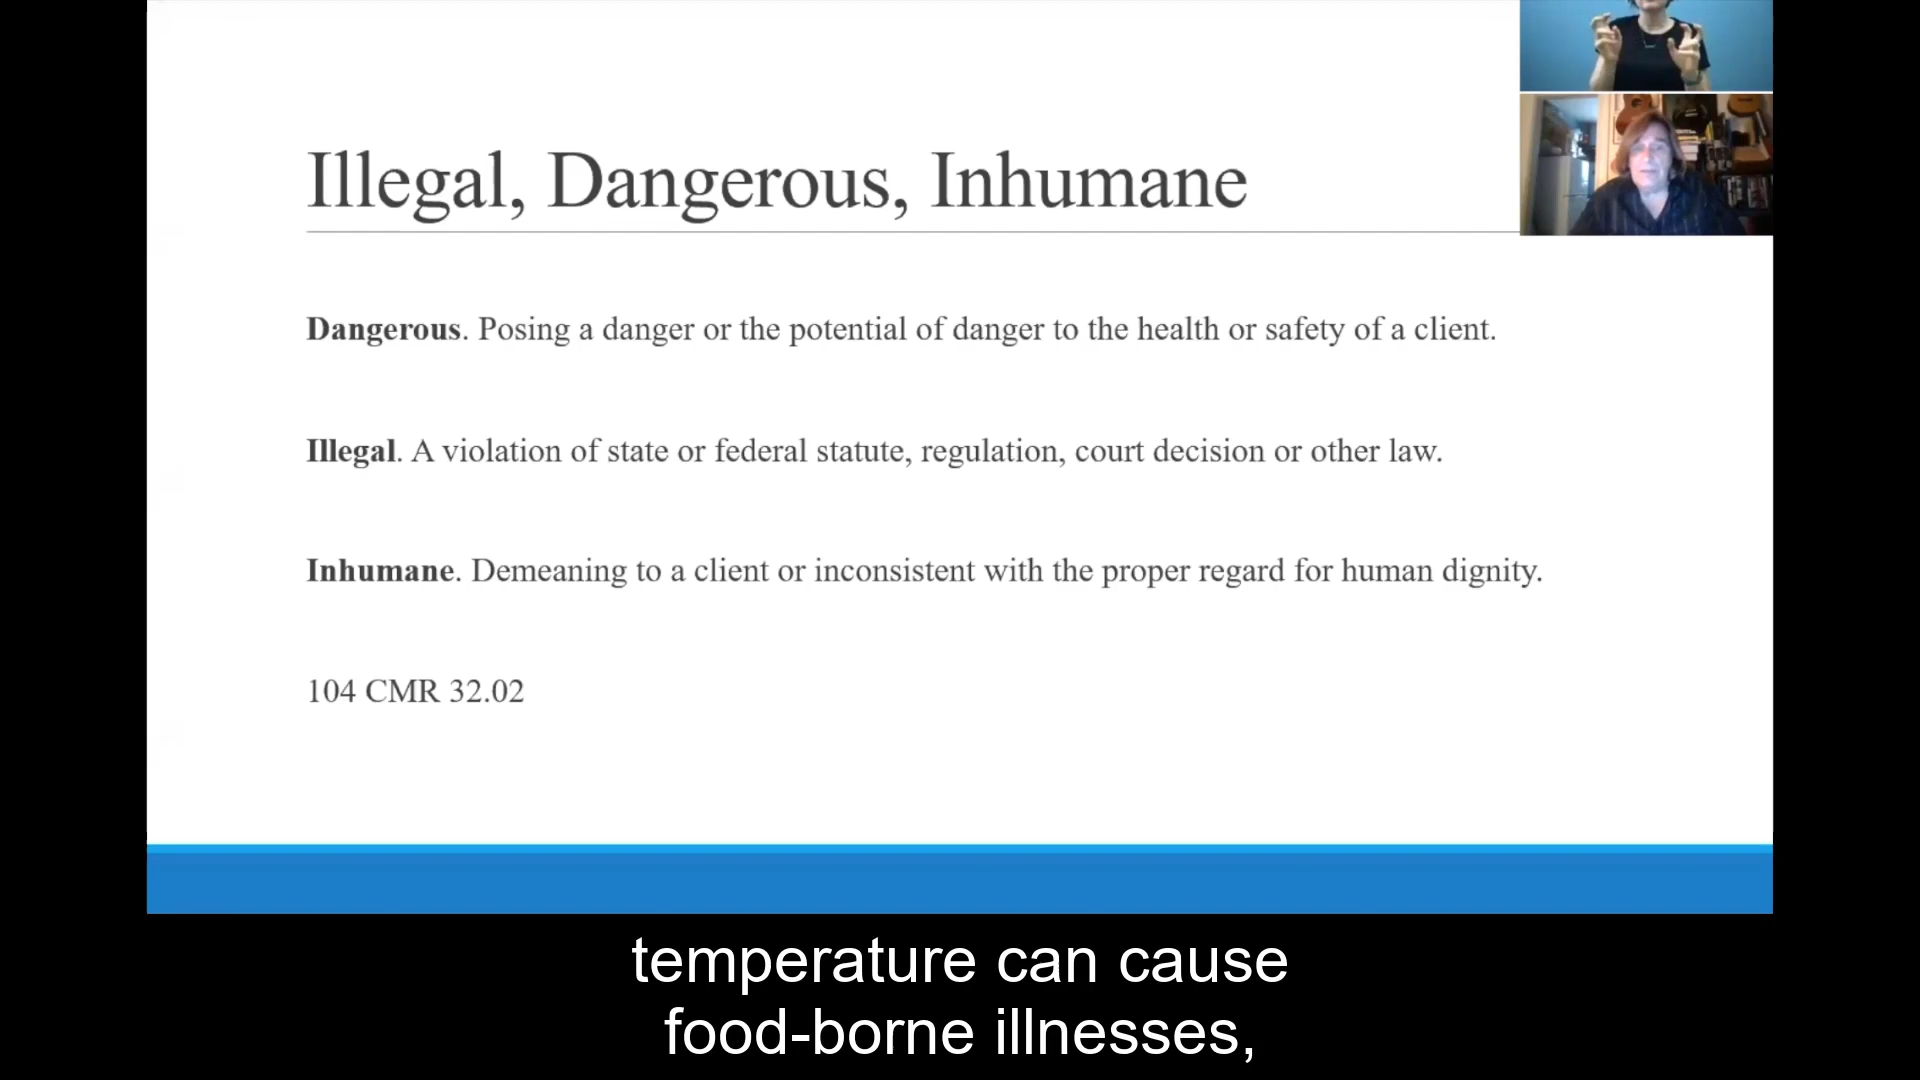 Illegal, Dangerous, Inhumane
Dangerous. Posing a danger or the potential of danger to the health or safety of a client.
Illegal. A violation of state or federal statute, regulation, court decision or other law.
Inhumane. Demeaning to a client or inconsistent with the proper regard for human dignity.
104 CMR 32.02
temperature can cause
food-borne illnesses,